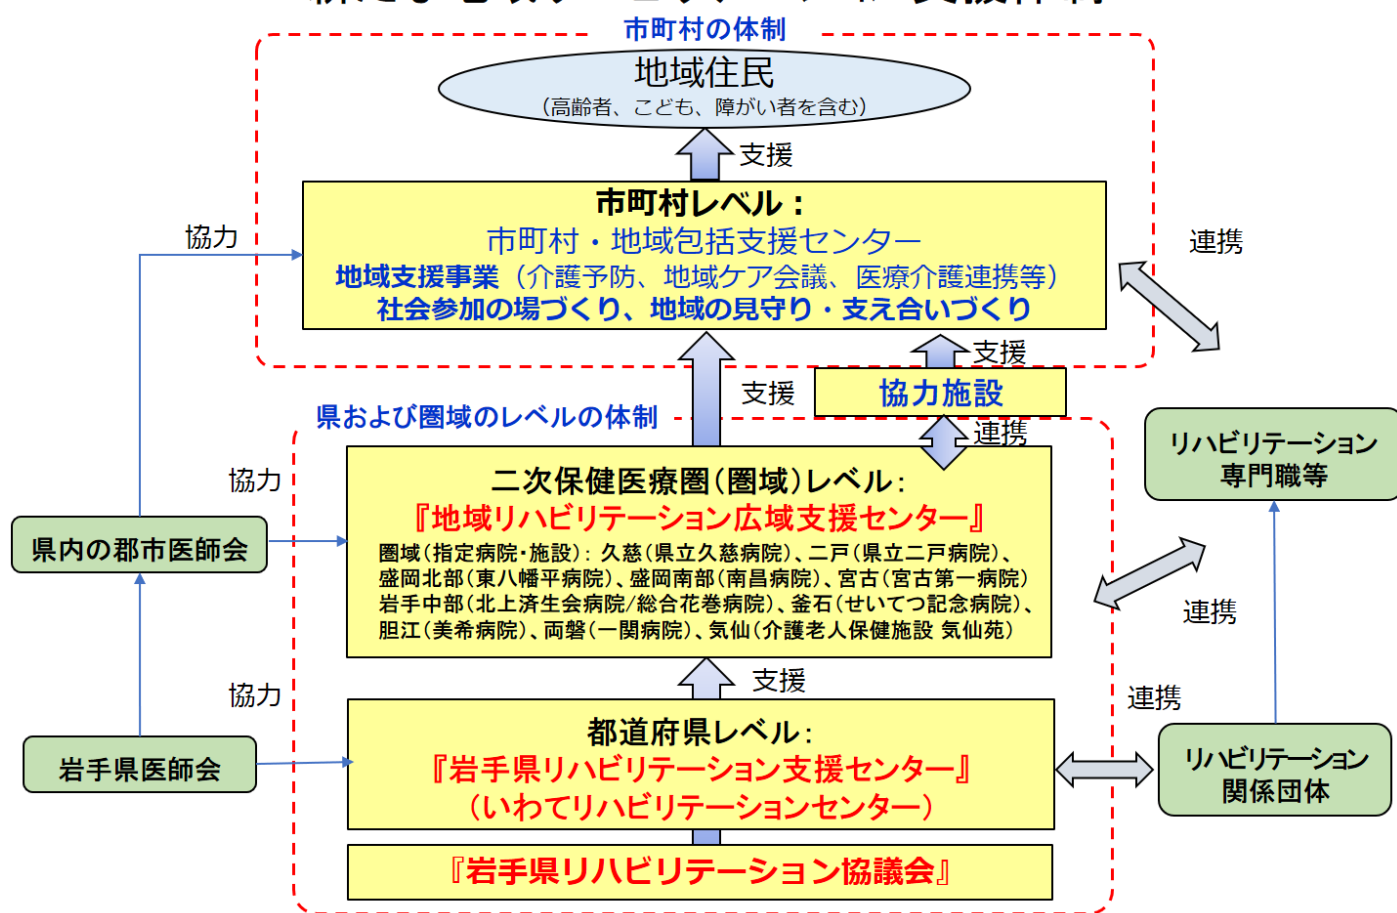 市町村の体制
地域住民
（高齢者、こども、障がい者を含む）
支援
市町村レベル：
市町村・地域包括支援センター
地域支援事業（介護予防、地域ケア会議、医療介護連携等）
社会参加の場づくり、地域の見守り・支え合いづくり
協力
連携
支援
協力施設
支援
連携
県および圏域のレベルの体制
二次保健医療圏（圏域）レベル：
『地域リハビリテーション広域支援センター』
圏域（指定病院・施設）：久慈（県立久慈病院）、二戸（県立二戸病院）、
盛岡北部（東八幡平病院）、盛岡南部（南昌病院）、宮古（宮古第一病院）
岩手中部（北上済生会病院/総合花巻病院）、釜石（せいてつ記念病院）、
胆江（美希病院）、両磐（一関病院）、気仙（介護老人保健施設 気仙苑）
協力
県内の郡市医師会
リハビリテーション
専門職等
連携
支援
都道府県レベル：
『岩手県リハビリテーション支援センター』
（いわてリハビリテーションセンター）
協力
岩手県医師会
連携
リハビリテーション
関係団体
『岩手県リハビリテーション協議会』